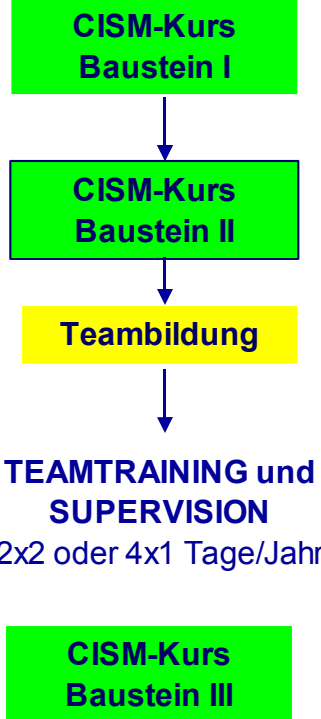 CISM-Kurs
Baustein I
CISM-Kurs
Baustein II
Teambildung
TEAMTRAINING und
SUPERVISION
2x2 oder 4x1 Tage/Jahr
CISM-Kurs
Baustein III